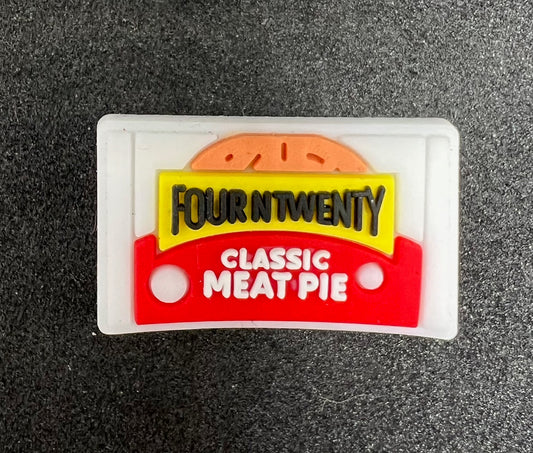 FOUR N TWENTY
CLASSIC
MEAT PIE